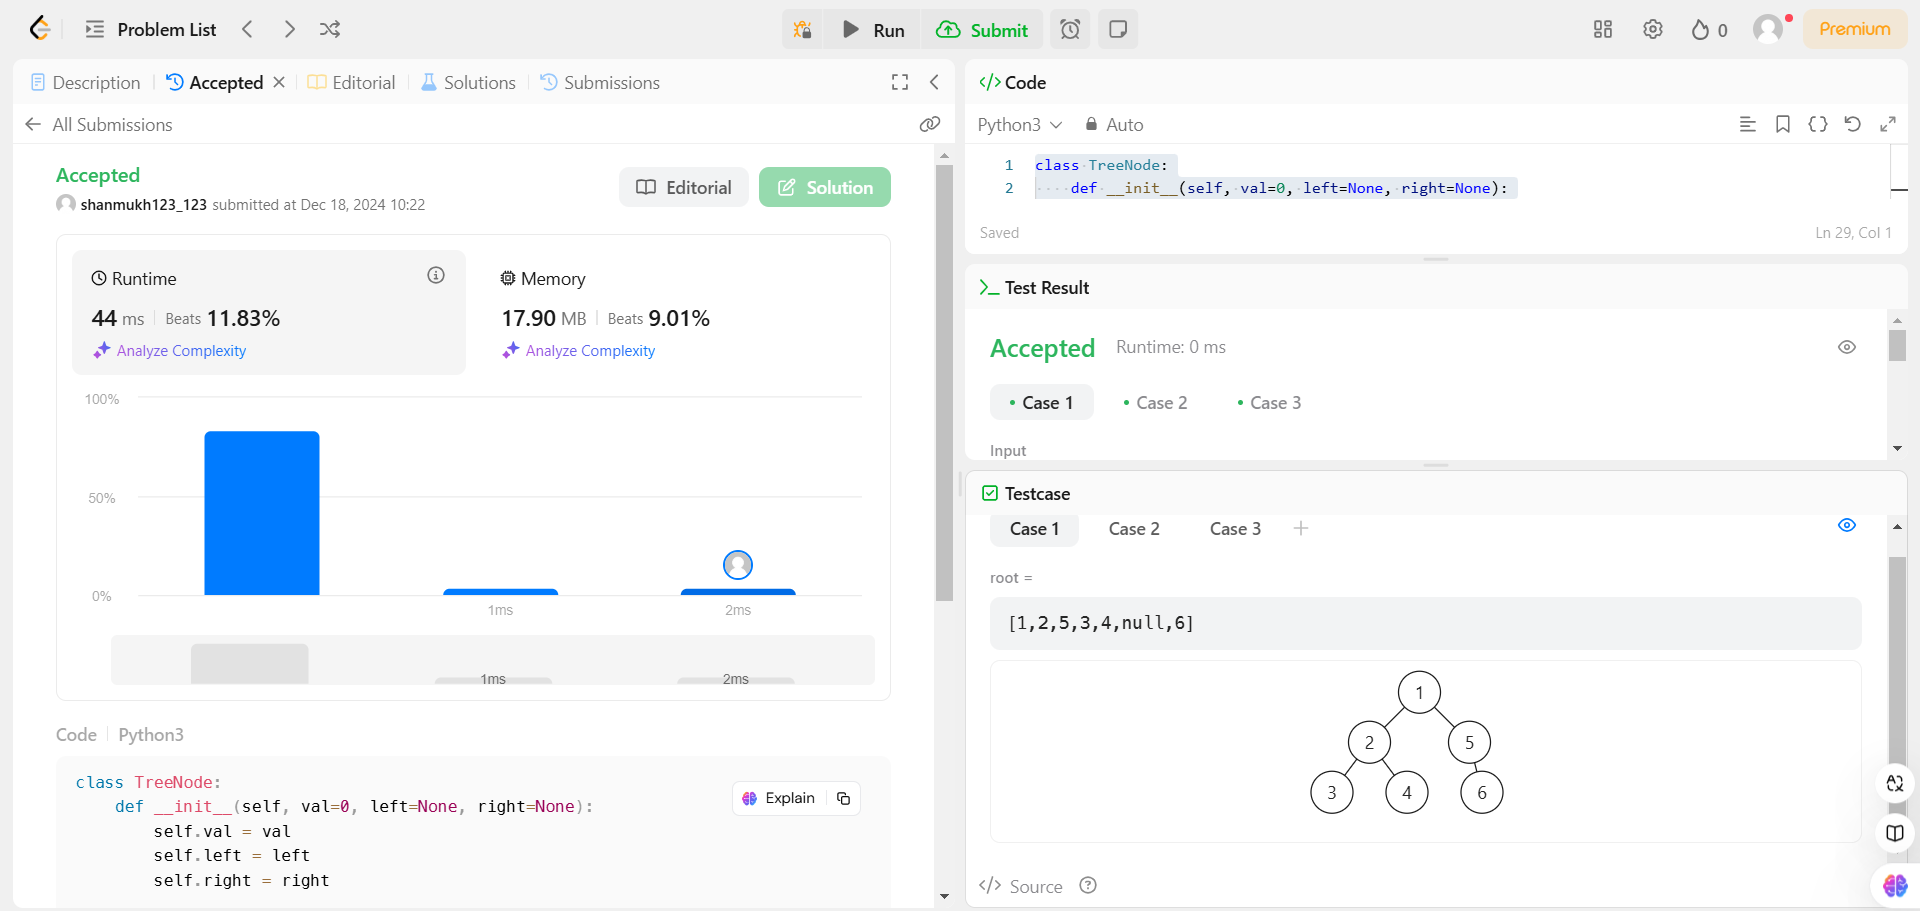 Problem List
Run
Submit
0
Premium
Description
Accepted
Editorial
Solutions
Submissions
All Submissions
Accepted
shanmukh123_123 submitted at Dec 18, 2024 10:22
Editorial
Solution
Runtime
44 ms
Beats 11.83%
Analyze Complexity
Memory
17.90 MB
Beats 9.01%
Analyze Complexity
100%
50%
0%
1ms
2ms
1ms
2ms
Code
Python3
class TreeNode:
def __init__(self, val=0, left=None, right=None):
self.val = val
self.left = left
self.right = right
Explain
</> Code
Python3
Auto
1 class TreeNode:
2 def __init__(self, val=0, left=None, right=None):
Saved
Ln 29, Col 1
Test Result
Accepted
Runtime: 0 ms
Case 1
Case 2
Case 3
Input
Testcase
Case 1
Case 2
Case 3
root =
[1,2,5,3,4,null,6]
1
2
5
3
4
6
</> Source